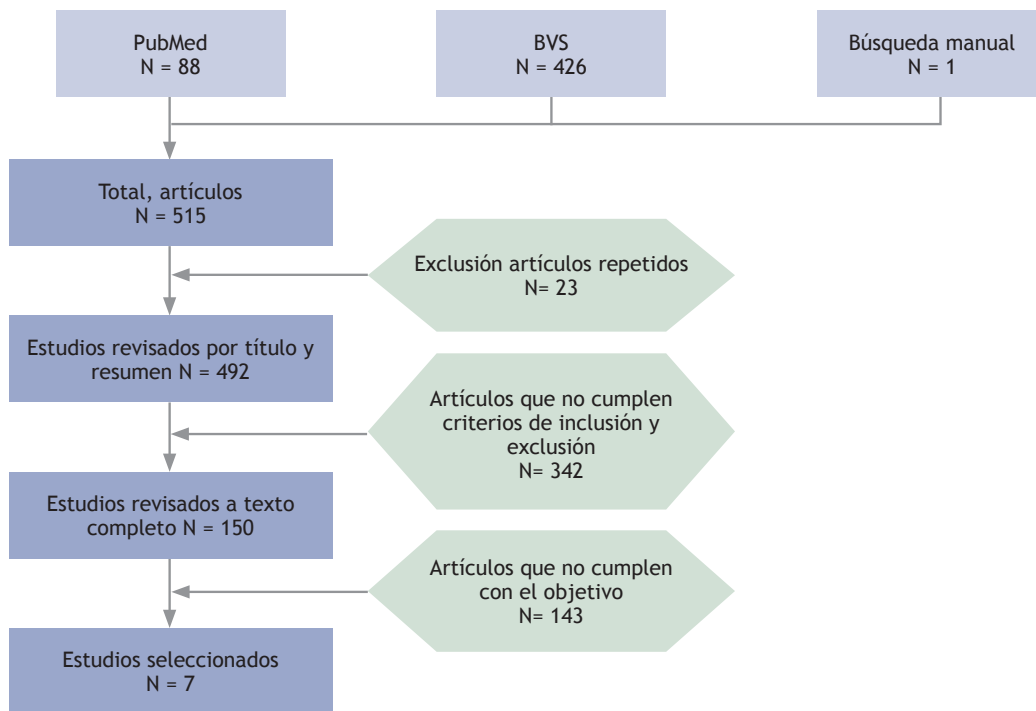 PubMed
N = 88
BVS
N = 426
Búsqueda manual
N = 1
Total, artículos
N = 515
Exclusión artículos repetidos
N= 23
Estudios revisados por título y
resumen N = 492
Artículos que no cumplen
criterios de inclusión y
exclusión
N= 342
Estudios revisados a texto
completo N = 150
Artículos que no cumplen
con el objetivo
N= 143
Estudios seleccionados
N = 7